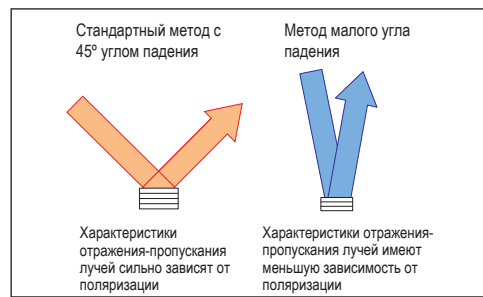 Стандартный метод с
45º углом падения
Метод малого угла
падения
Характеристики
отражения-пропускания
лучей сильно зависят от
поляризации
Характеристики отражения-
пропускания лучей имеют
меньшую зависимость от
поляризации